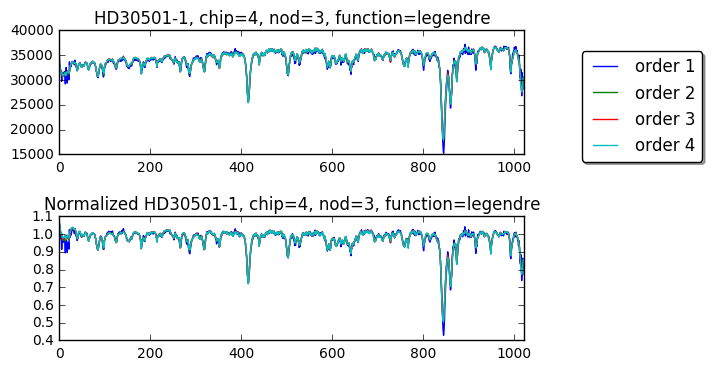 HD30501-1, chip=4, nod=3, function=legendre
40000
35000
30000
25000
20000
15000
0 200 400 600 800 1000
order 1
order 2
order 3
order 4
Normalized HD30501-1, chip=4, nod=3, function=legendre
1.1
1.0
0.9
0.8
0.7
0.6
0.5
0.4
0 200 400 600 800 1000